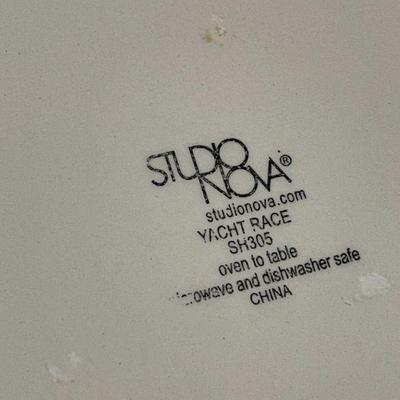 STUDIO
NOVA®
studionova.com
YACHT RACE
SH305
oven to table
and dishwasher safe
CHINA